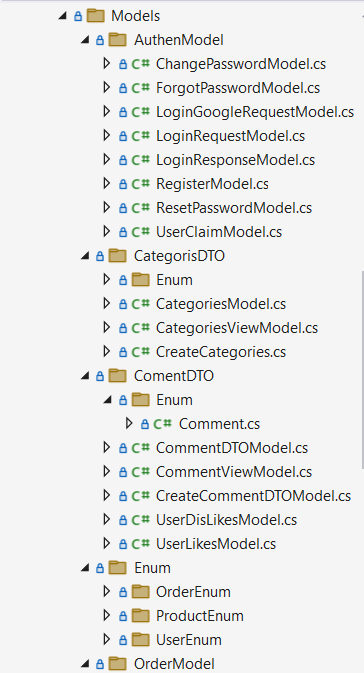 Models
AuthenModel
C# ChangePasswordModel.cs
C# ForgotPasswordModel.cs
C# LoginGoogleRequestModel.cs
C# LoginRequestModel.cs
C# LoginResponseModel.cs
C# RegisterModel.cs
C# ResetPasswordModel.cs
C# UserClaimModel.cs
CategorisDTO
Enum
C# CategoriesModel.cs
C# CategoriesViewModel.cs
C# CreateCategories.cs
ComentDTO
Enum
C# Comment.cs
C# CommentDTOModel.cs
C# CommentViewModel.cs
C# CreateCommentDTOModel.cs
C# UserDisLikesModel.cs
C# UserLikesModel.cs
Enum
OrderEnum
ProductEnum
UserEnum
OrderModel